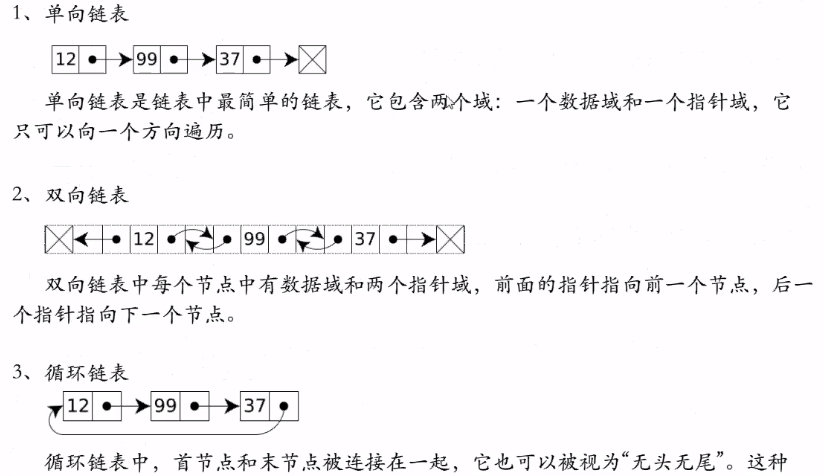 1、单向链表
12 99 37
单向链表是链表中最简单的链表，它包含两个域：一个数据域和一个指针域，它
只可以向一个方向遍历。
2、双向链表
12 99 37
双向链表中每个节点中有数据域和两个指针域，前面的指针指向前一个节点，后一
个指针指向下一个节点。
3、循环链表
12 99 37
循环链表中，首节点和末节点被连接在一起，它也可以被视为“无头无尾”。这种